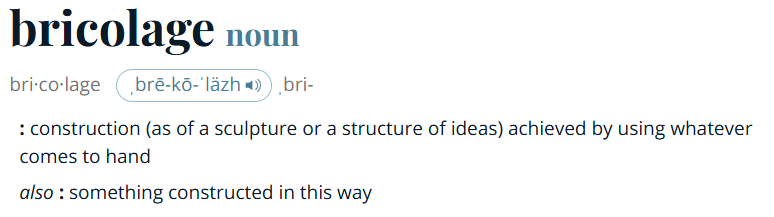 bricolage noun
bri·co·lage ˌbrē-kō-ˈläzh ˌbri-
: construction (as of a sculpture or a structure of ideas) achieved by using whatever
comes to hand
also : something constructed in this way